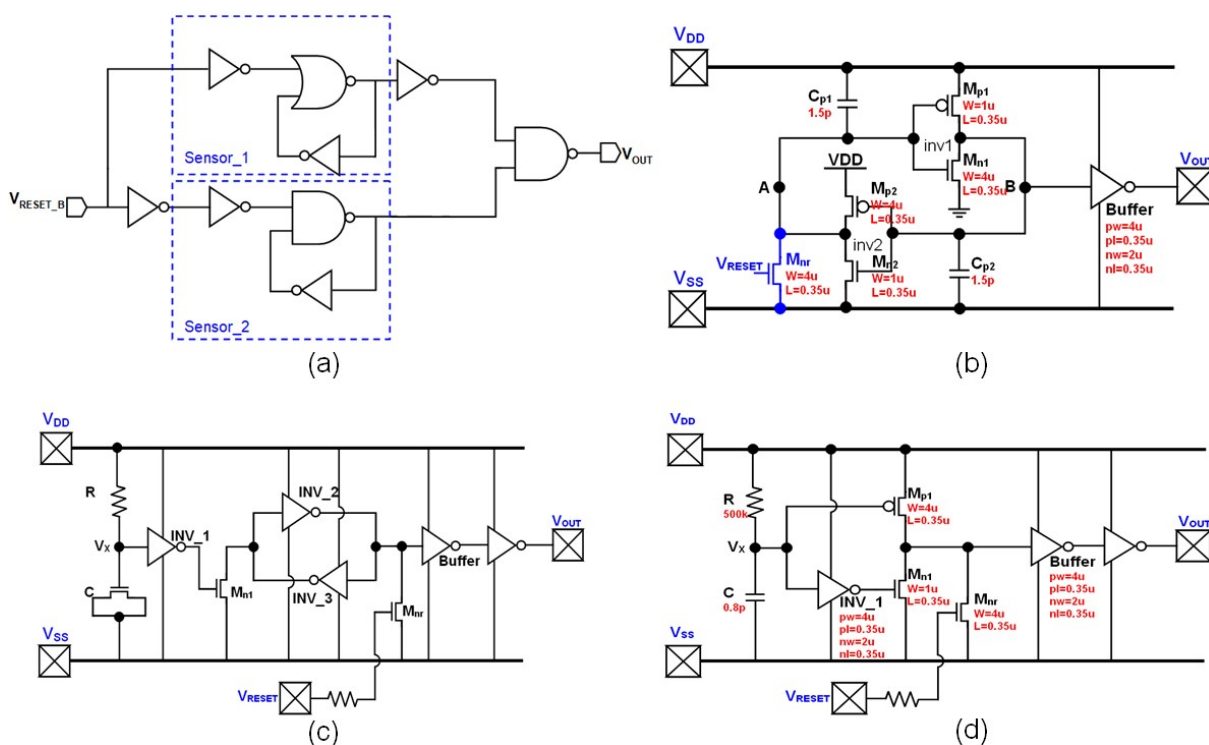 Sensor_1
V_RESET_B
V_OUT
Sensor_2
(a)
V_DD
C_p1
1.5p
M_p1
W=1u
L=0.35u
inv1
M_n1
W=4u
L=0.35u
VDD
A
M_p2
W=4u
L=0.35u
B
V_OUT
Buffer
pw=4u
pl=0.35u
nw=2u
nl=0.35u
inv2
V_RESET
M_nr
W=4u
L=0.35u
M_n2
W=1u
L=0.35u
C_p2
1.5p
V_SS
(b)
V_DD
R
INV_2
V_X
INV_1
V_OUT
Buffer
C
M_n1
INV_3
M_nr
V_SS
V_RESET
(c)
V_DD
R
500k
M_p1
W=4u
L=0.35u
V_X
V_OUT
C
0.8p
INV_1
pw=4u
pl=0.35u
nw=2u
nl=0.35u
M_n1
W=1u
L=0.35u
M_nr
W=4u
L=0.35u
Buffer
pw=4u
pl=0.35u
nw=2u
nl=0.35u
V_SS
V_RESET
(d)